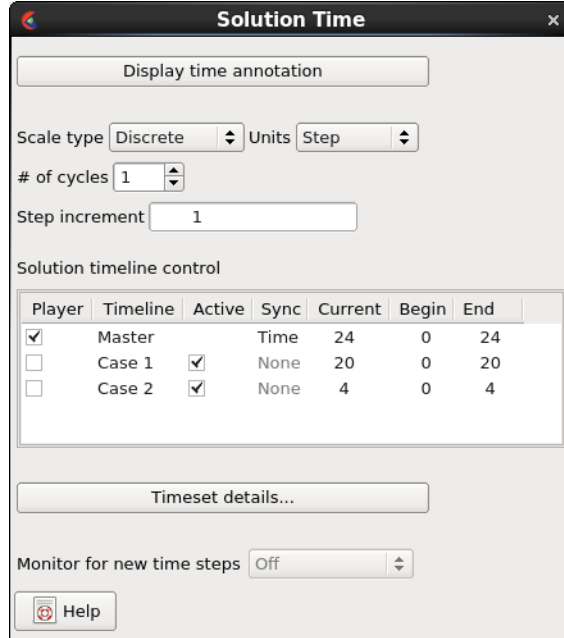 Solution Time ×
Display time annotation
Scale type Discrete Units Step
# of cycles 1
Step increment 1
Solution timeline control
Player Timeline Active Sync Current Begin End
Master Time 24 0 24
Case 1 None 20 0 20
Case 2 None 4 0 4
Timeset details...
Monitor for new time steps Off
Help